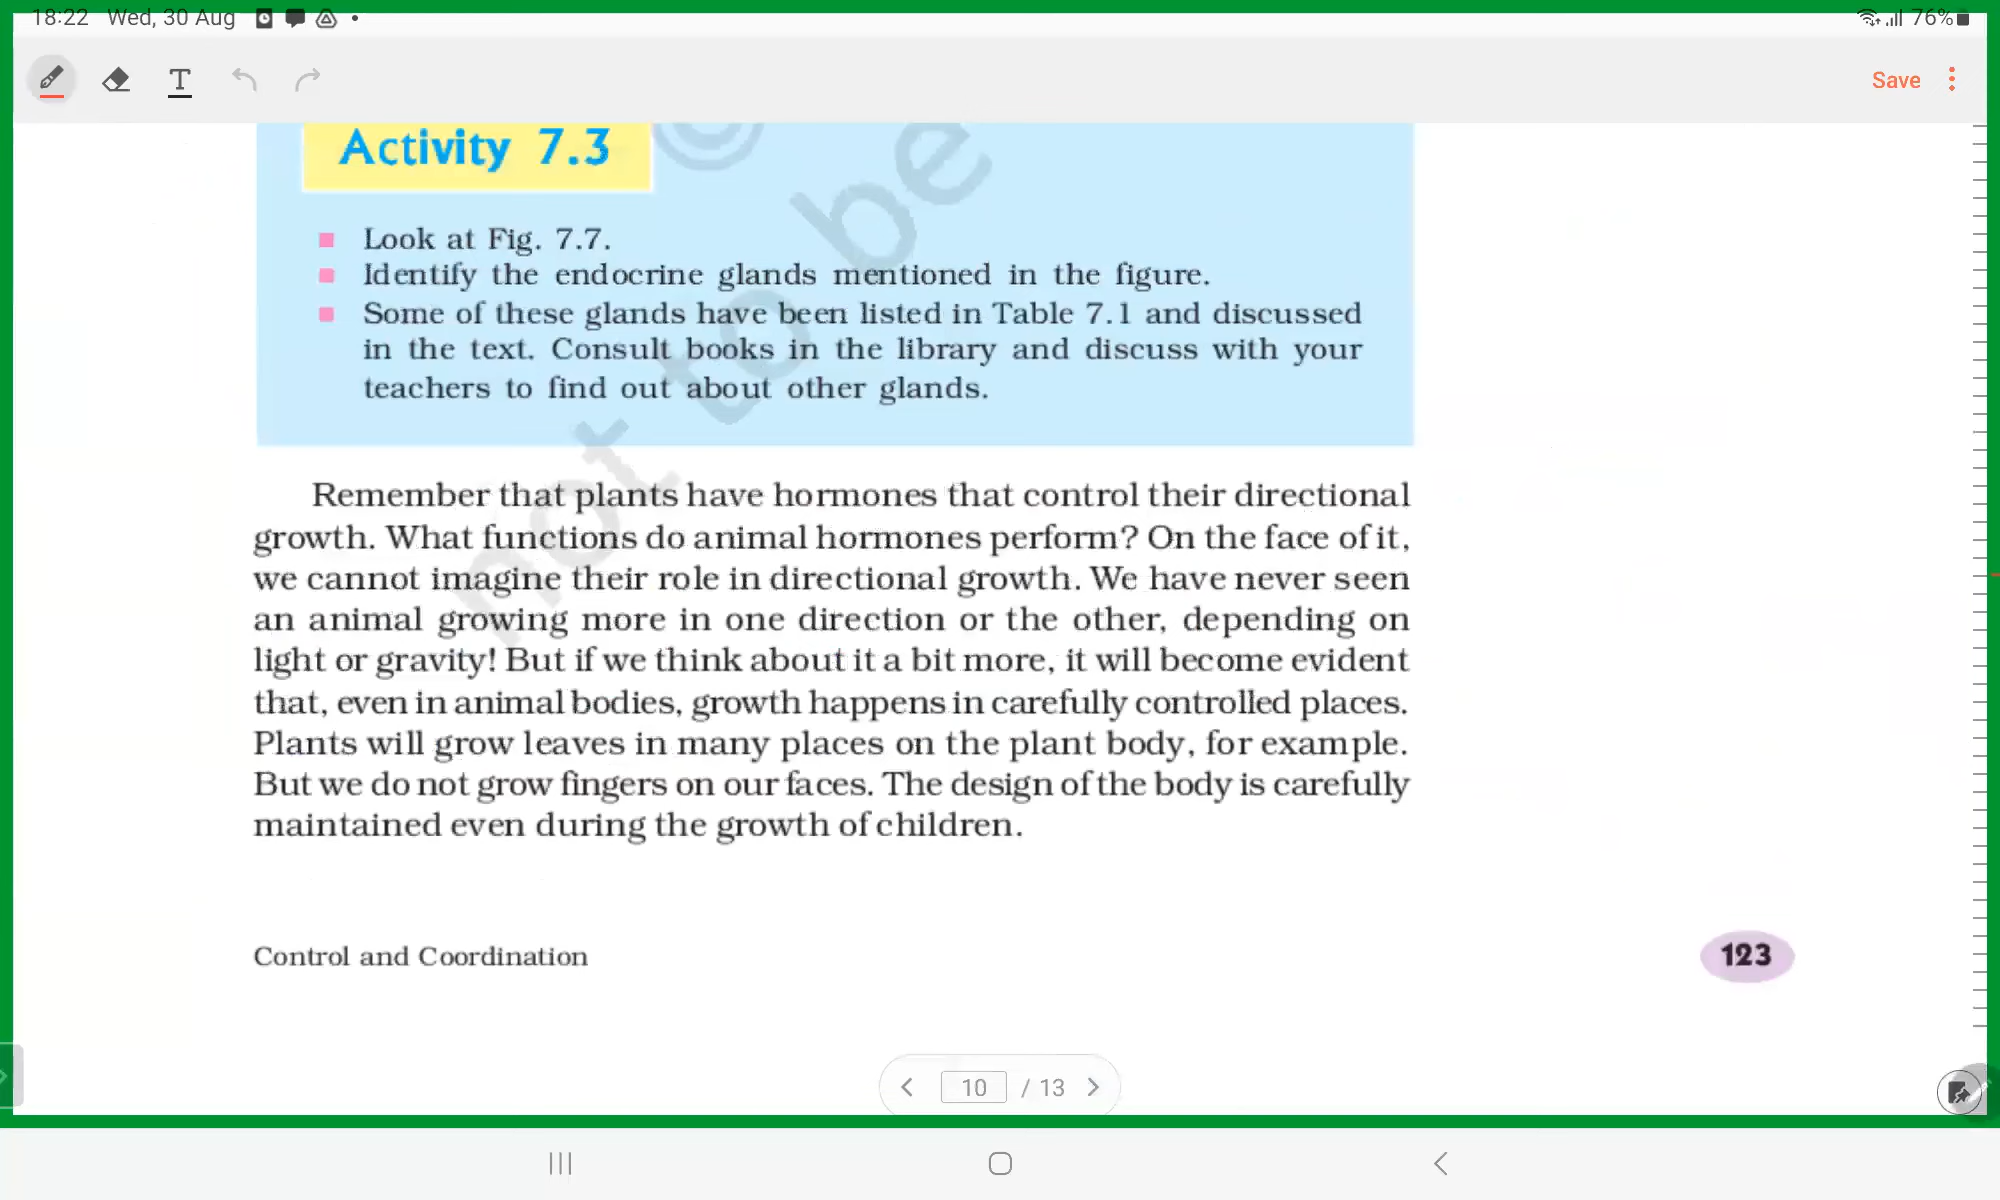 18:22 Wed, 30 Aug
76%
T
Save
Activity 7.3
© not to be
Look at Fig. 7.7.
Identify the endocrine glands mentioned in the figure.
Some of these glands have been listed in Table 7.1 and discussed
in the text. Consult books in the library and discuss with your
teachers to find out about other glands.
Remember that plants have hormones that control their directional
growth. What functions do animal hormones perform? On the face of it,
we cannot imagine their role in directional growth. We have never seen
an animal growing more in one direction or the other, depending on
light or gravity! But if we think about it a bit more, it will become evident
that, even in animal bodies, growth happens in carefully controlled places.
Plants will grow leaves in many places on the plant body, for example.
But we do not grow fingers on our faces. The design of the body is carefully
maintained even during the growth of children.
Control and Coordination
123
10 / 13